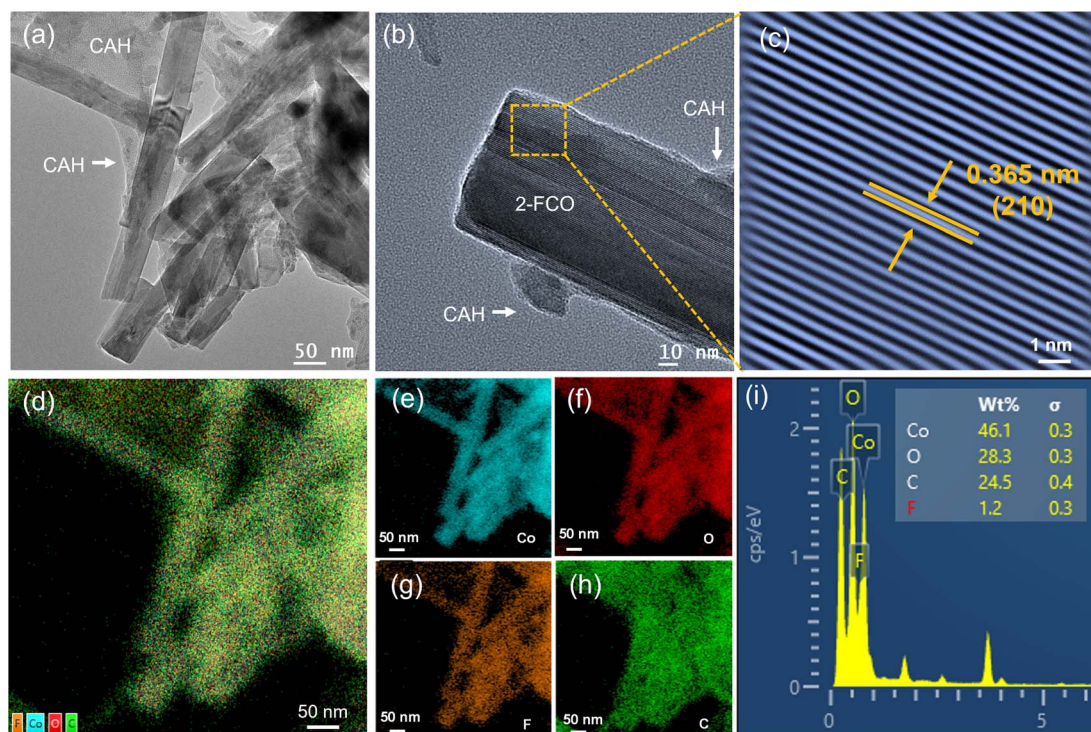 (a)
CAH
CAH
50 nm
(b)
CAH
2-FCO
CAH
10 nm
(c)
0.365 nm
(210)
1 nm
(d)
F Co O C
50 nm
(e)
50 nm
Co
(f)
50 nm
O
(g)
50 nm
F
(h)
50 nm
C
(i)
O
Co
C
F
Wt% σ
Co 46.1 0.3
O 28.3 0.3
C 24.5 0.4
F 1.2 0.3
cps/eV
2
1
0
0 5